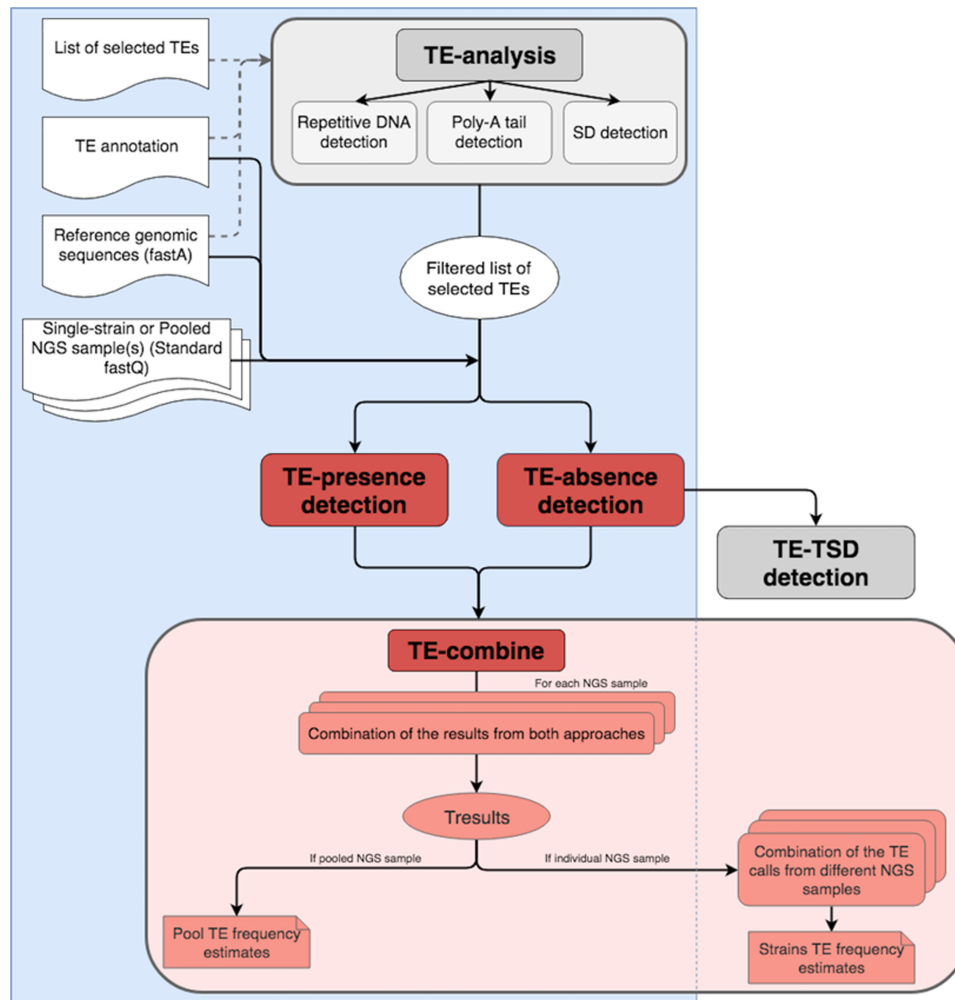 List of selected TEs
TE-analysis
Repetitive DNA
detection
Poly-A tail
detection
SD detection
TE annotation
Reference genomic
sequences (fastA)
Filtered list of
selected TEs
Single-strain or Pooled
NGS sample(s) (Standard
fastQ)
TE-presence
detection
TE-absence
detection
TE-TSD
detection
TE-combine
For each NGS sample
Combination of the results from both approaches
Tresults
If pooled NGS sample
If individual NGS sample
Combination of the TE
calls from different NGS
samples
Pool TE frequency
estimates
Strains TE frequency
estimates